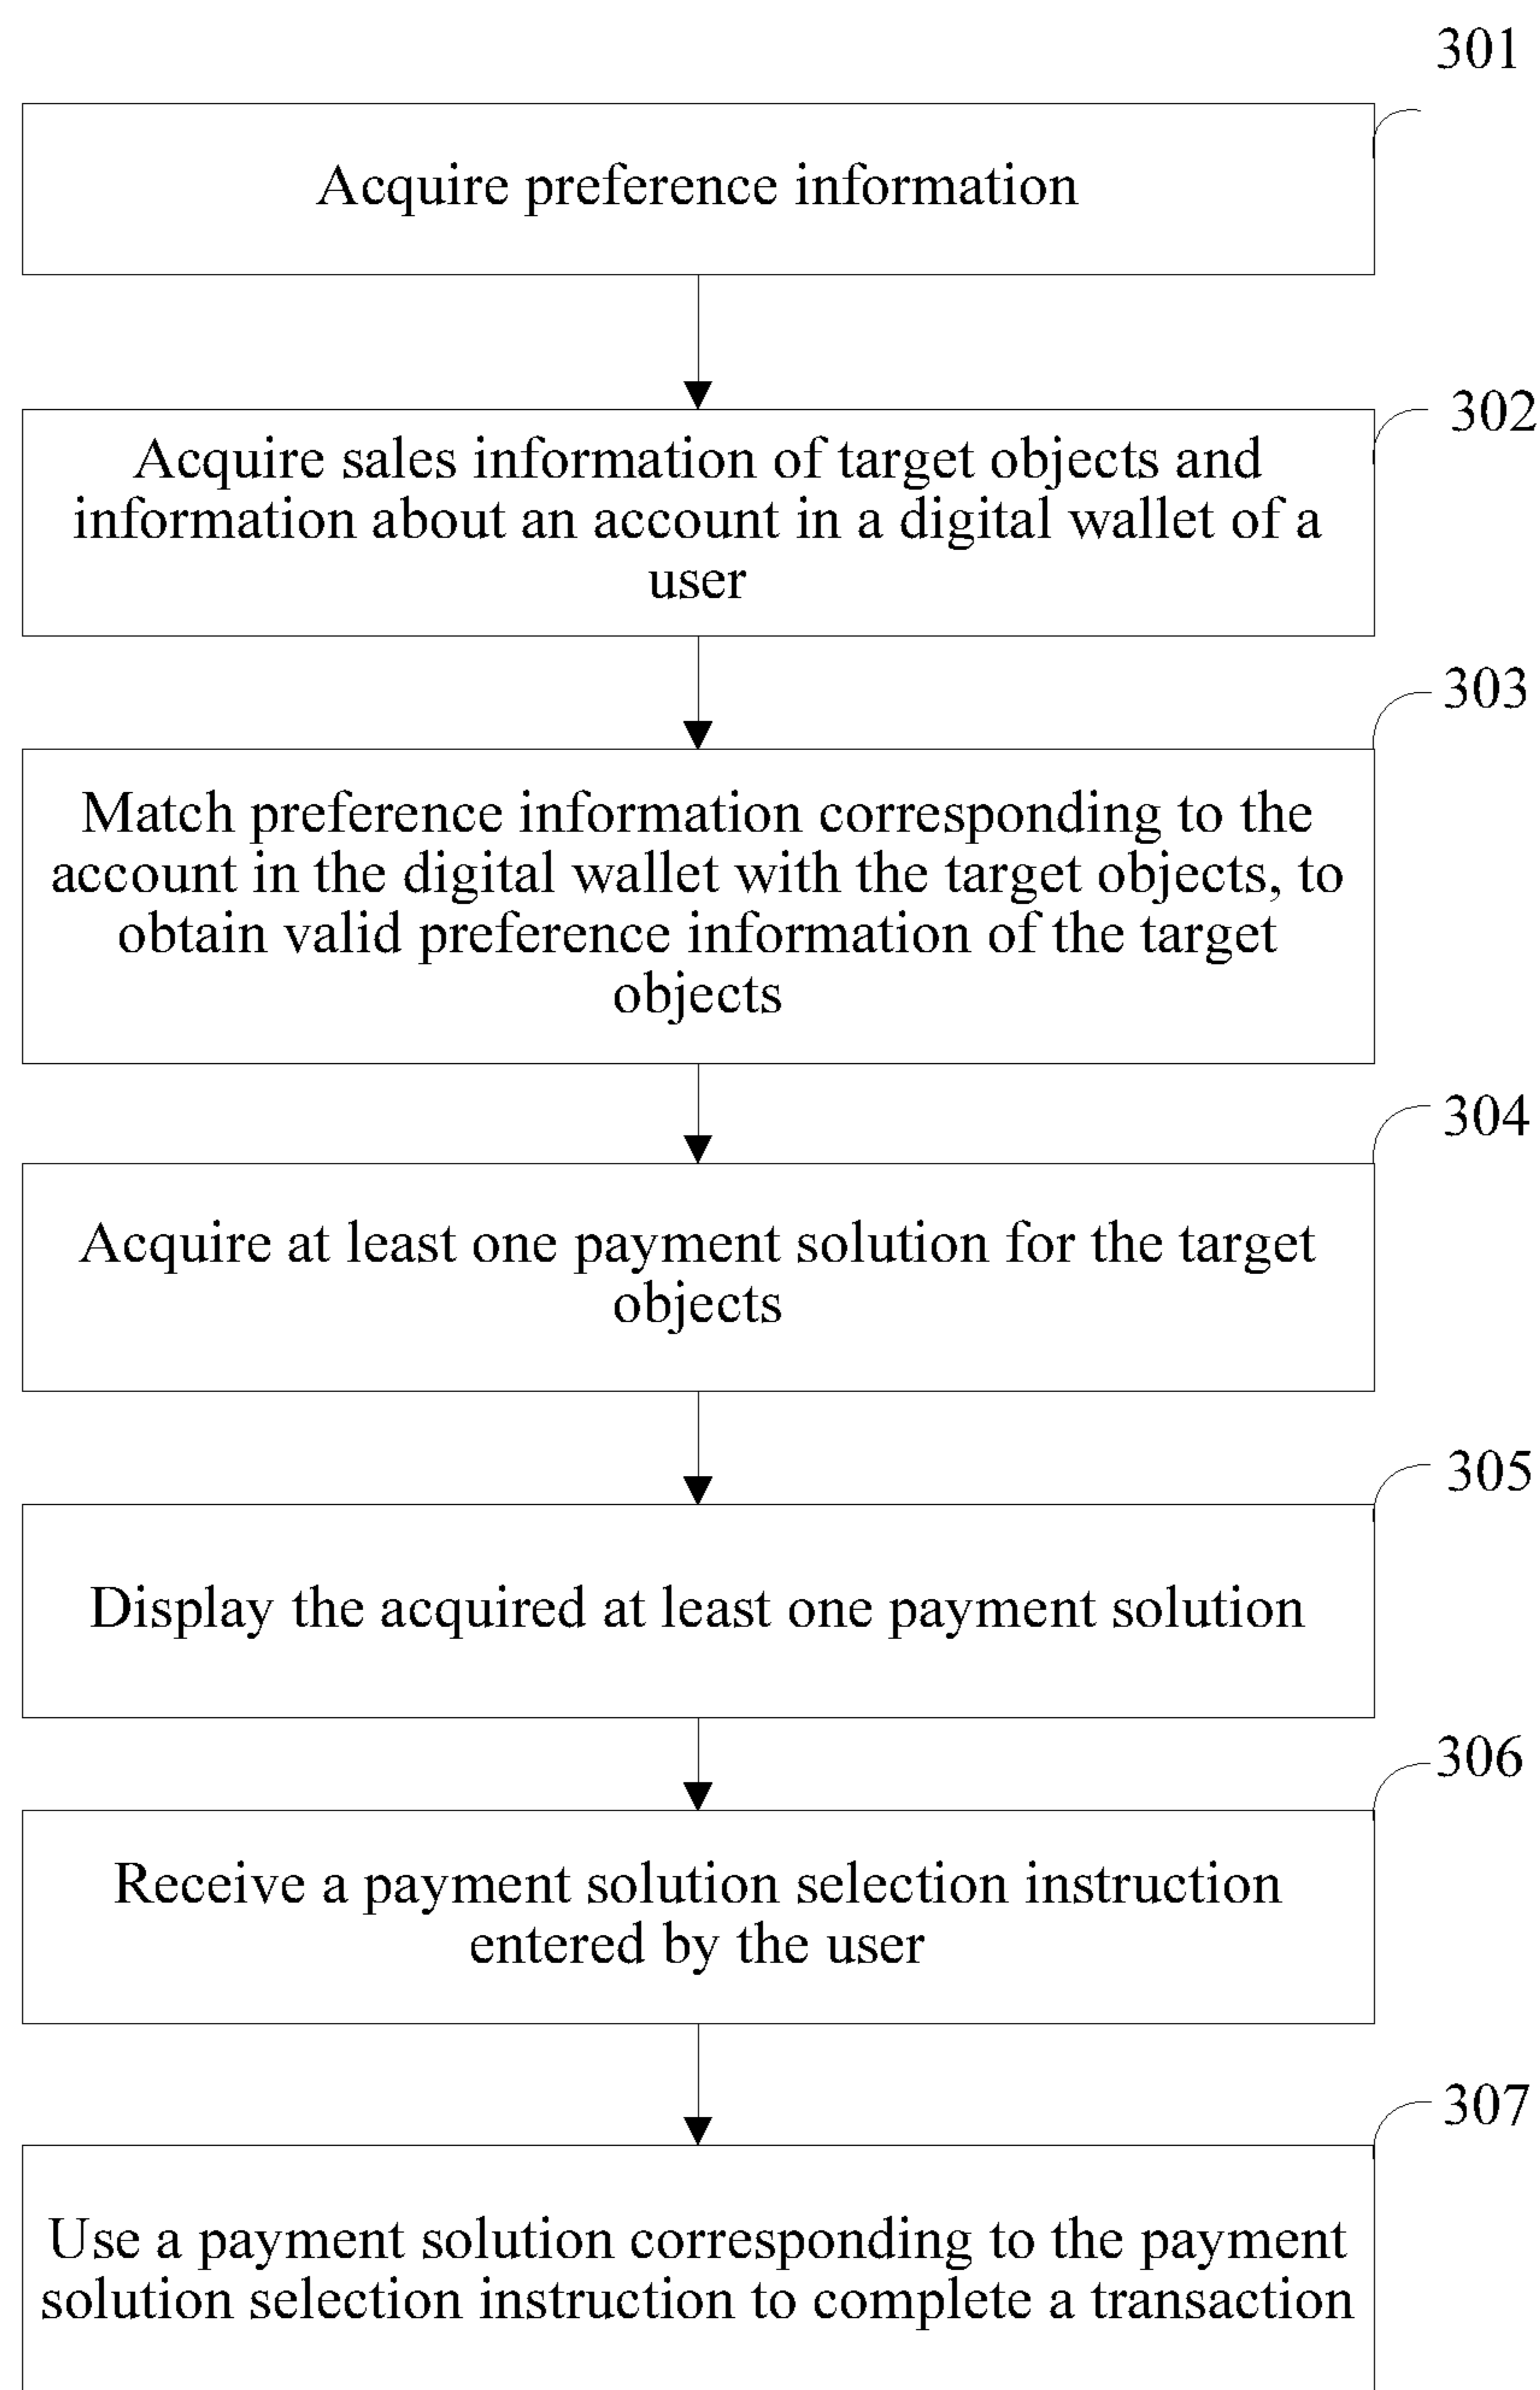 301
Acquire preference information
302
Acquire sales information of target objects and
information about an account in a digital wallet of a
user
303
Match preference information corresponding to the
account in the digital wallet with the target objects, to
obtain valid preference information of the target
objects
304
Acquire at least one payment solution for the target
objects
305
Display the acquired at least one payment solution
306
Receive a payment solution selection instruction
entered by the user
307
Use a payment solution corresponding to the payment
solution selection instruction to complete a transaction